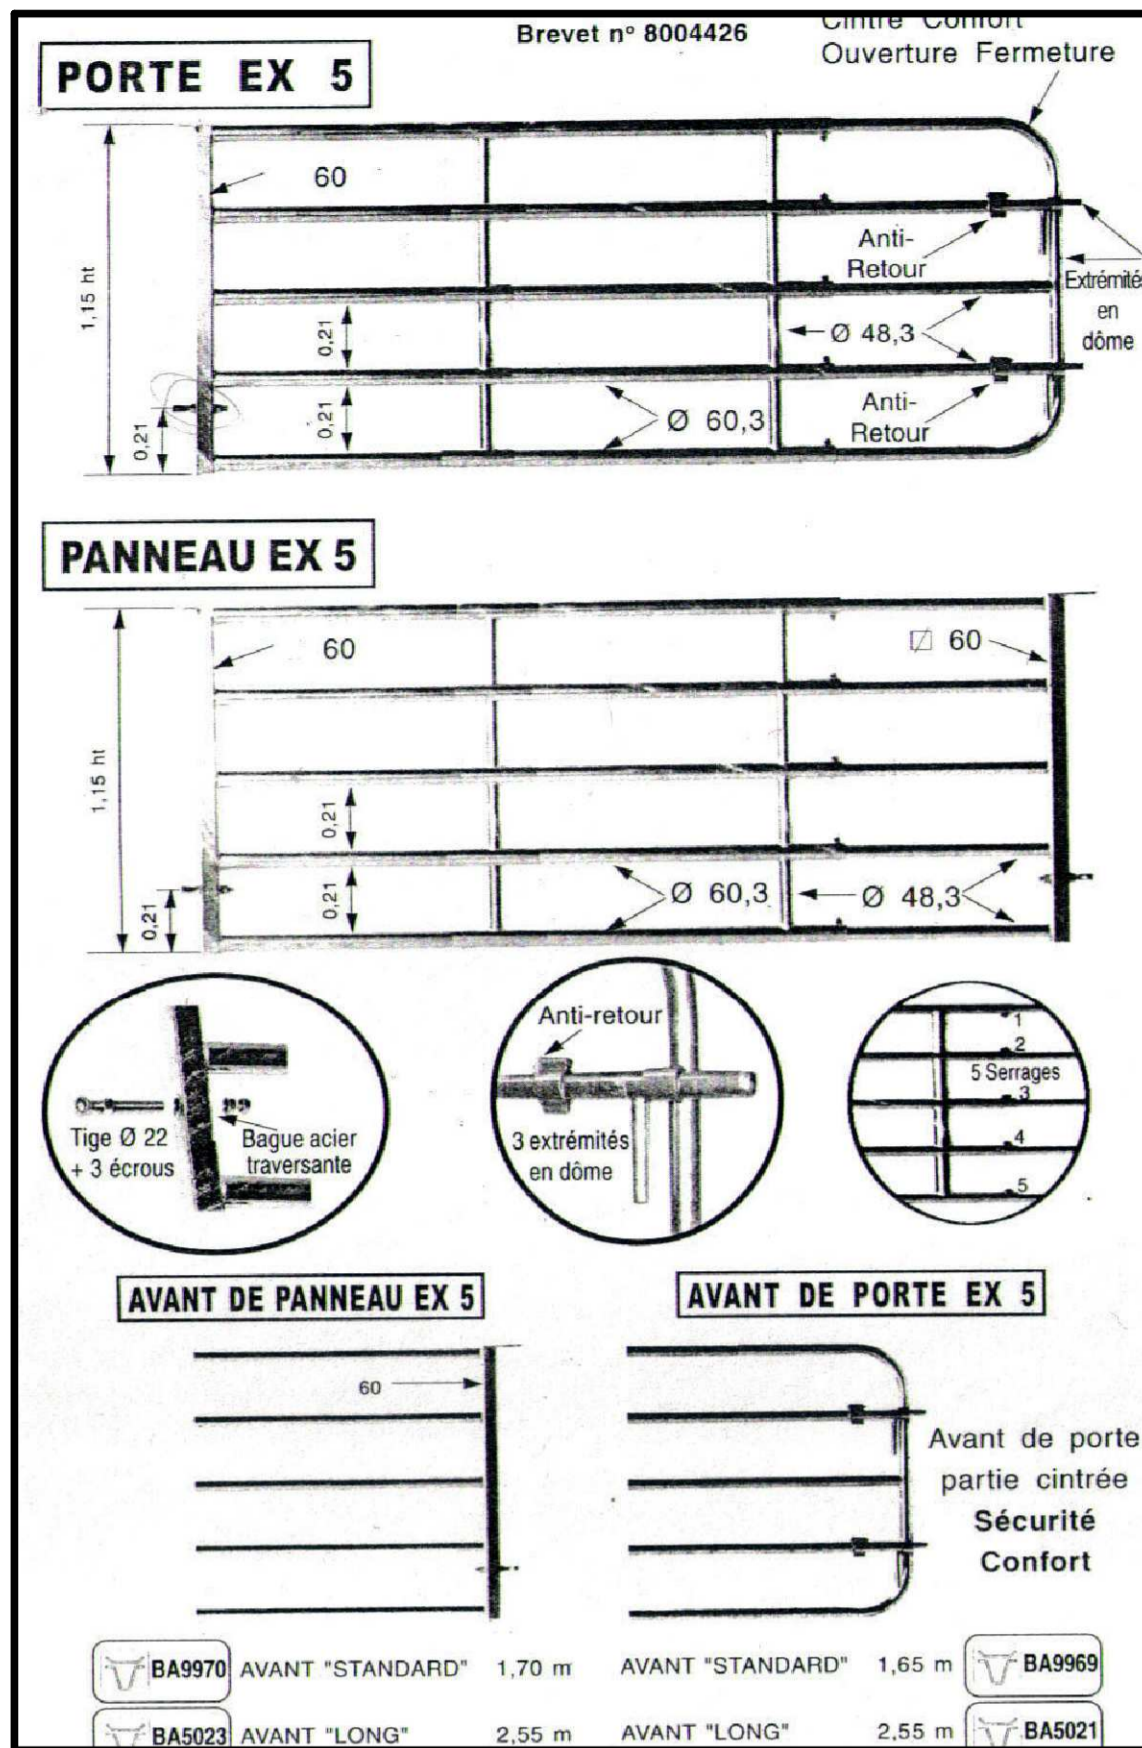 Brevet nº 8004426
Cintre Confort
Ouverture Fermeture
PORTE EX 5
60
1,15 ht
Anti-
Retour
Extrémités
en
dôme
0,21
Ø 48,3
0,21
0,21
Ø 60,3
Anti-
Retour
PANNEAU EX 5
60
60
1,15 ht
0,21
0,21
0,21
Ø 60,3
Ø 48,3
Tige Ø 22
+ 3 écrous
Bague acier
traversante
Anti-retour
3 extrémités
en dôme
1
2
5 Serrages
3
4
5
AVANT DE PANNEAU EX 5
60
AVANT DE PORTE EX 5
Avant de porte
partie cintrée
Sécurité
Confort
BA9970 AVANT "STANDARD" 1,70 m
AVANT "STANDARD" 1,65 m BA9969
BA5023 AVANT "LONG" 2,55 m
AVANT "LONG" 2,55 m BA5021